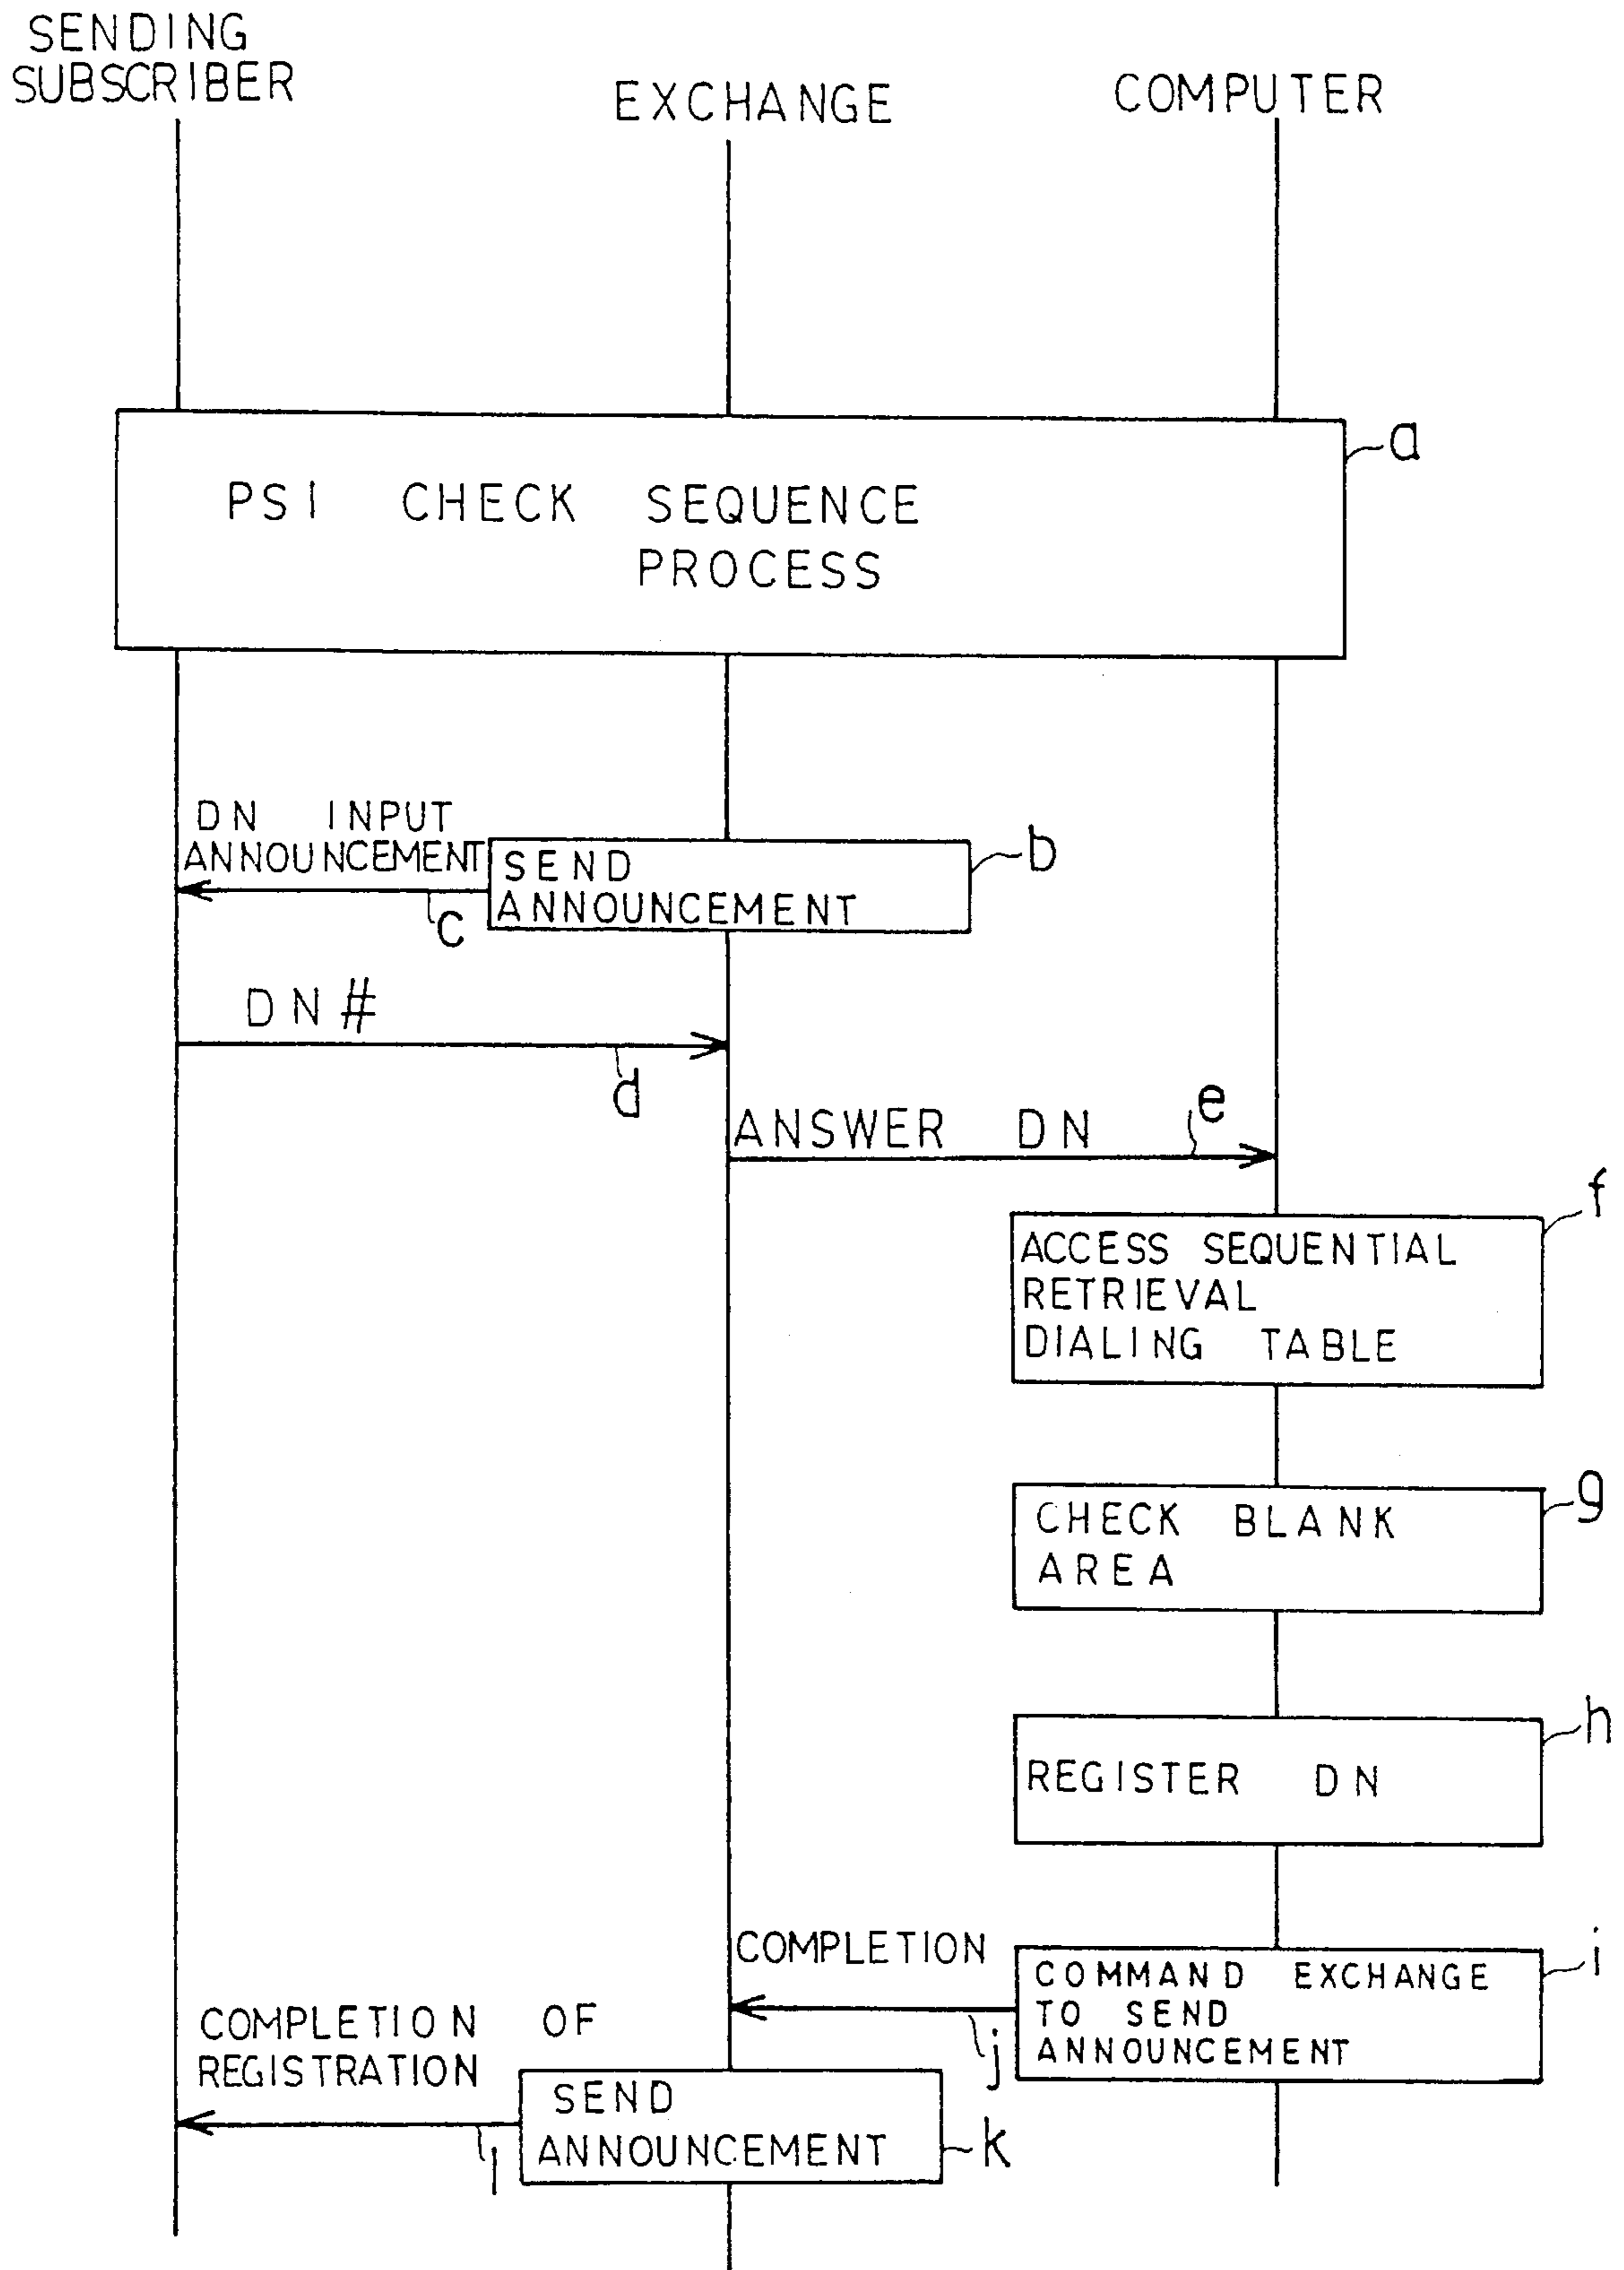 SENDING
SUBSCRIBER
EXCHANGE
COMPUTER
a
PSI CHECK SEQUENCE
PROCESS
DN INPUT
ANNOUNCEMENT
SEND
ANNOUNCEMENT
b
c
DN#
d
ANSWER DN
e
f
ACCESS SEQUENTIAL
RETRIEVAL
DIALING TABLE
g
CHECK BLANK
AREA
h
REGISTER DN
COMPLETION
i
COMMAND EXCHANGE
TO SEND
ANNOUNCEMENT
j
COMPLETION OF
REGISTRATION
SEND
ANNOUNCEMENT
k
l